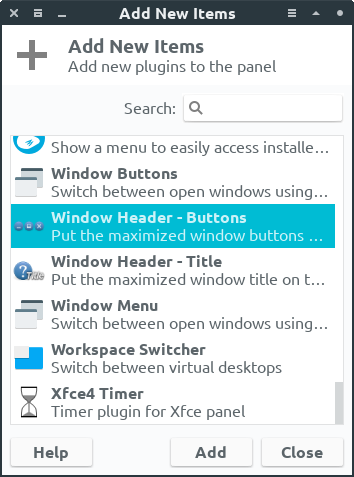 Add New Items
Add New Items
Add new plugins to the panel
Search:
Show a menu to easily access installe…
Window Buttons
Switch between open windows using…
Window Header - Buttons
Put the maximized window buttons …
Window Header - Title
Put the maximized window title on t…
Window Menu
Switch between open windows using…
Workspace Switcher
Switch between virtual desktops
Xfce4 Timer
Timer plugin for Xfce panel
Help
Add
Close